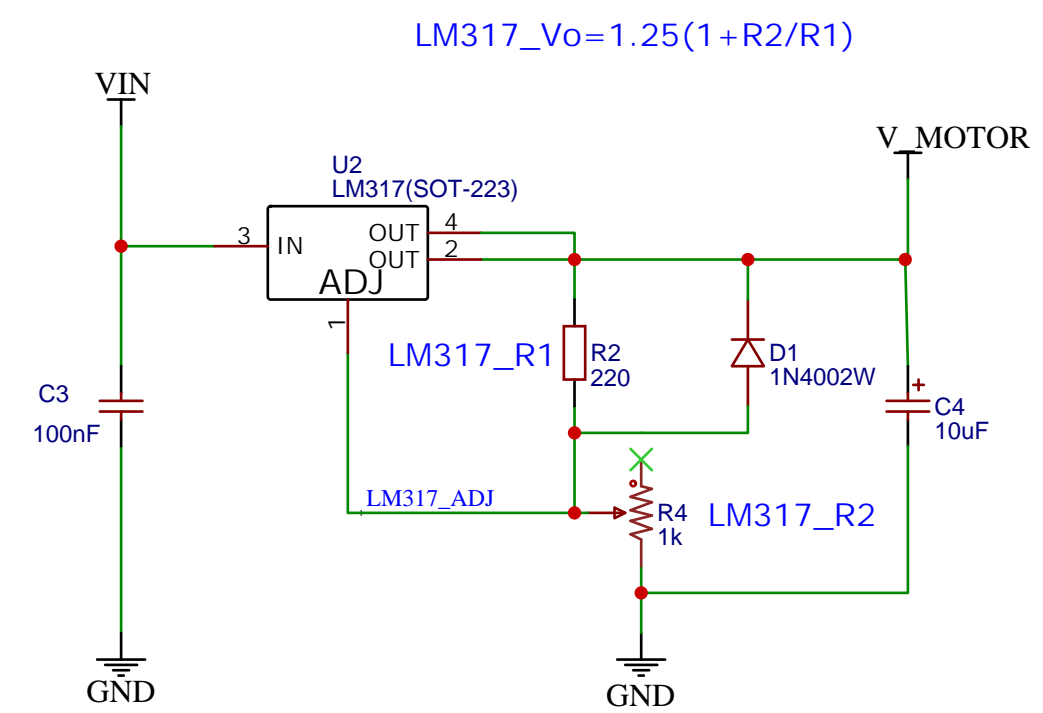 LM317_Vo=1.25(1+R2/R1)
VIN
V_MOTOR
U2
LM317(SOT-223)
3
IN
OUT
4
OUT
2
ADJ
1
LM317_R1
R2
220
D1
1N4002W
C3
100nF
+
C4
10uF
LM317_ADJ
R4
1k
LM317_R2
GND
GND